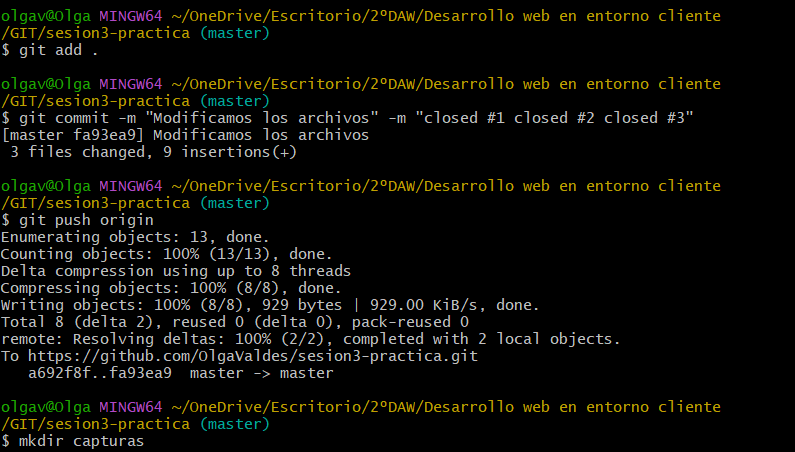 olgav@Olga MINGW64 ~/OneDrive/Escritorio/2ºDAW/Desarrollo web en entorno cliente
/GIT/sesion3-practica (master)
$ git add .
olgav@Olga MINGW64 ~/OneDrive/Escritorio/2ºDAW/Desarrollo web en entorno cliente
/GIT/sesion3-practica (master)
$ git commit -m "Modificamos los archivos" -m "closed #1 closed #2 closed #3"
[master fa93ea9] Modificamos los archivos
 3 files changed, 9 insertions(+)
olgav@Olga MINGW64 ~/OneDrive/Escritorio/2ºDAW/Desarrollo web en entorno cliente
/GIT/sesion3-practica (master)
$ git push origin
Enumerating objects: 13, done.
Counting objects: 100% (13/13), done.
Delta compression using up to 8 threads
Compressing objects: 100% (8/8), done.
Writing objects: 100% (8/8), 929 bytes | 929.00 KiB/s, done.
Total 8 (delta 2), reused 0 (delta 0), pack-reused 0
remote: Resolving deltas: 100% (2/2), completed with 2 local objects.
To https://github.com/OlgaValdes/sesion3-practica.git
   a692f8f..fa93ea9  master -> master
olgav@Olga MINGW64 ~/OneDrive/Escritorio/2ºDAW/Desarrollo web en entorno cliente
/GIT/sesion3-practica (master)
$ mkdir capturas